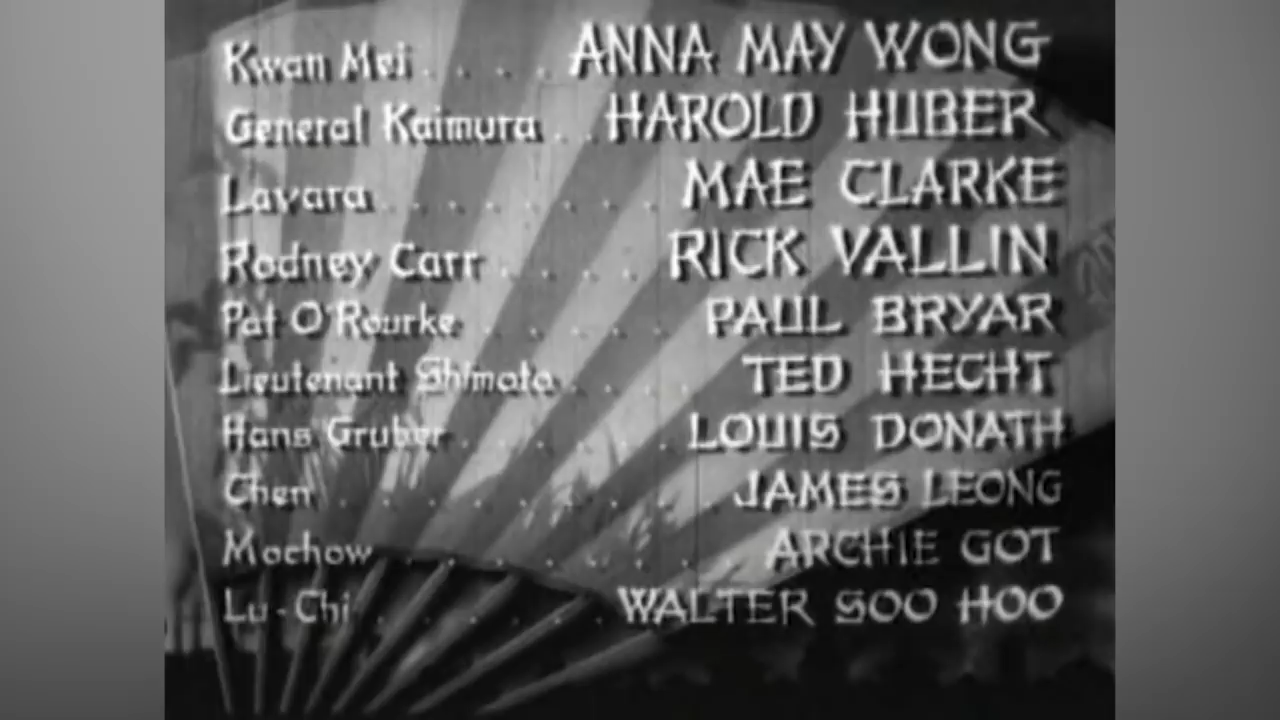 Kwan Mei . . . . ANNA MAY WONG
General Kaimura . . HAROLD HUBER
Lavara . . . . . . . . MAE CLARKE
Rodney Carr . . . . RICK VALLIN
Pat O'Rourke . . . . . PAUL BRYAR
Lieutenant Shimoto . . . . TED HECHT
Hans Gruber . . . . . . LOUIS DONATH
Chen . . . . . . . . . . JAMES LEONG
Mochow . . . . . . . . ARCHIE GOT
Lu-Chi . . . . . . WALTER SOO HOO